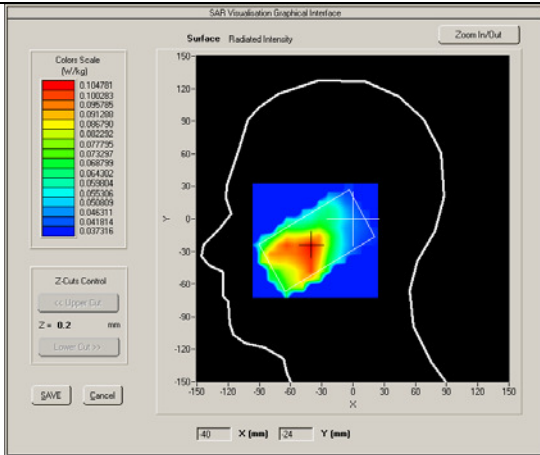 SAR Visualisation Graphical Interface
Surface Radiated Intensity
Zoom In/Out
Colors Scale
(W/kg)
0.104781
0.100283
0.095785
0.091288
0.086790
0.082292
0.077795
0.073297
0.068799
0.064302
0.059804
0.055306
0.050809
0.046311
0.041814
0.037316
Z-Cuts Control
<< Upper Cut
Z = 0.2 mm
Lower Cut >>
SAVE Cancel
150-
120-
90-
60-
30-
Y 0-
-30-
-60-
-90-
-120-
-150-
-150 -120 -90 -60 -30 0 30 60 90 120 150
X
-40 X (mm) -24 Y (mm)